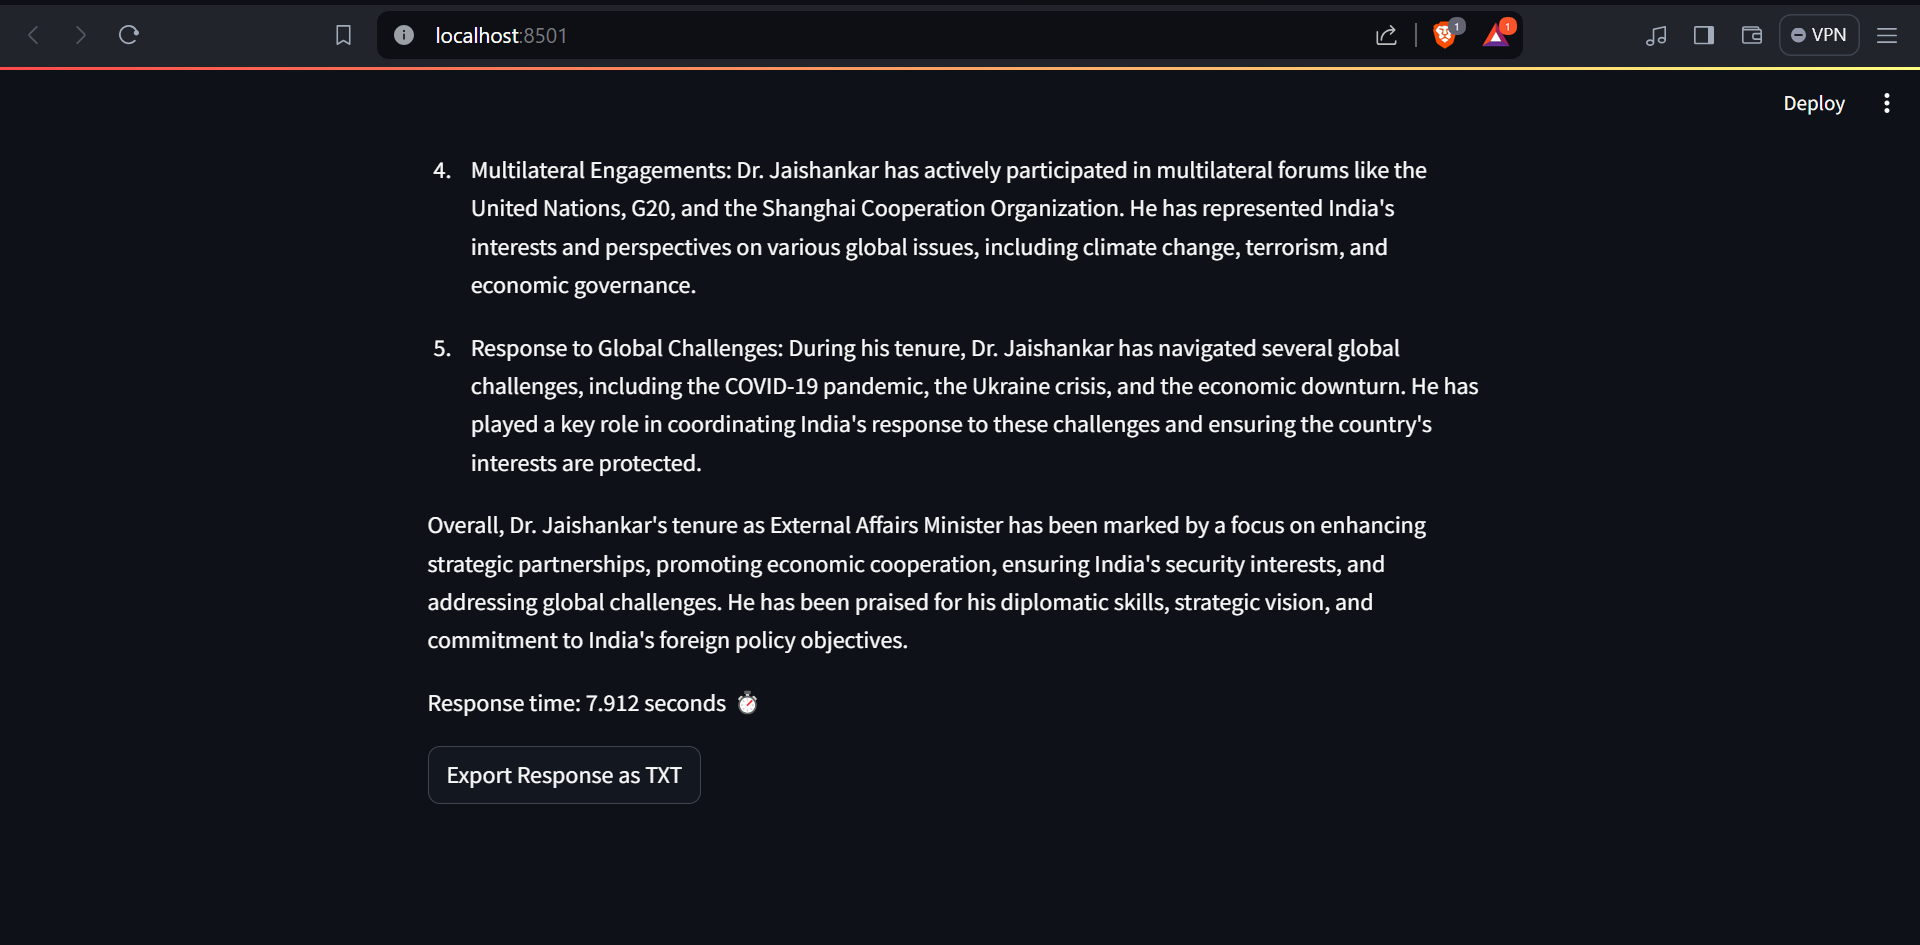 localhost:8501
1
1
VPN
Deploy
4. Multilateral Engagements: Dr. Jaishankar has actively participated in multilateral forums like the
United Nations, G20, and the Shanghai Cooperation Organization. He has represented India's
interests and perspectives on various global issues, including climate change, terrorism, and
economic governance.
5. Response to Global Challenges: During his tenure, Dr. Jaishankar has navigated several global
challenges, including the COVID-19 pandemic, the Ukraine crisis, and the economic downturn. He has
played a key role in coordinating India's response to these challenges and ensuring the country's
interests are protected.
Overall, Dr. Jaishankar's tenure as External Affairs Minister has been marked by a focus on enhancing
strategic partnerships, promoting economic cooperation, ensuring India's security interests, and
addressing global challenges. He has been praised for his diplomatic skills, strategic vision, and
commitment to India's foreign policy objectives.
Response time: 7.912 seconds ⏱️
Export Response as TXT